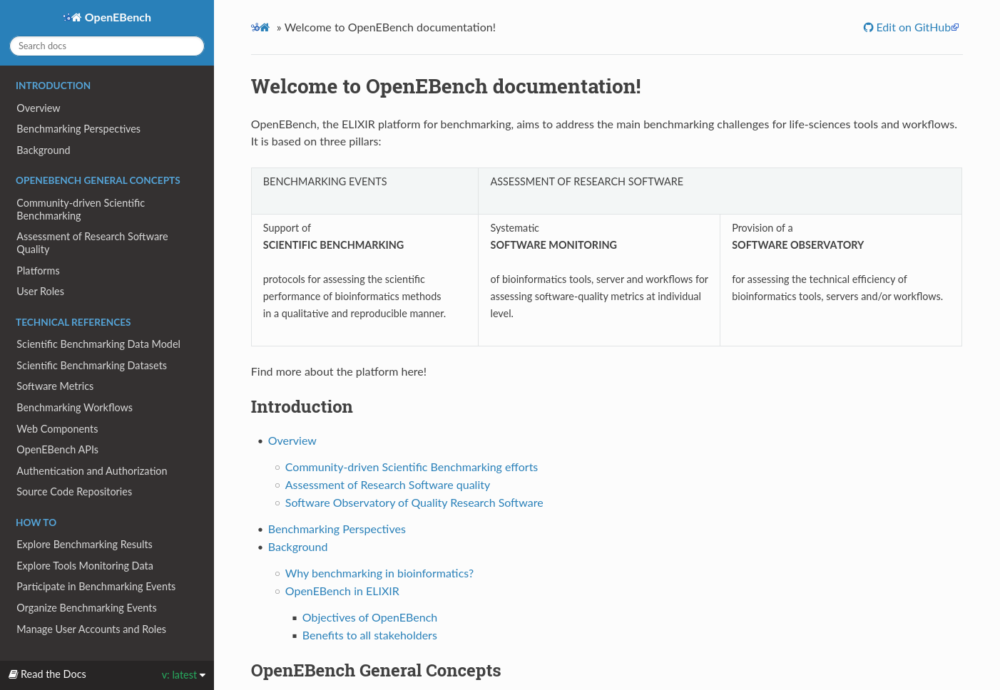 OpenEBench
Search docs
INTRODUCTION
Overview
Benchmarking Perspectives
Background
OPENEBENCH GENERAL CONCEPTS
Community-driven Scientific
Benchmarking
Assessment of Research Software
Quality
Platforms
User Roles
TECHNICAL REFERENCES
Scientific Benchmarking Data Model
Scientific Benchmarking Datasets
Software Metrics
Benchmarking Workflows
Web Components
OpenEBench APIs
Authentication and Authorization
Source Code Repositories
HOW TO
Explore Benchmarking Results
Explore Tools Monitoring Data
Participate in Benchmarking Events
Organize Benchmarking Events
Manage User Accounts and Roles
Read the Docs v: latest
» Welcome to OpenEBench documentation!
Edit on GitHub
Welcome to OpenEBench documentation!
OpenEBench, the ELIXIR platform for benchmarking, aims to address the main benchmarking challenges for life-sciences tools and workflows.
It is based on three pillars:
BENCHMARKING EVENTS
ASSESSMENT OF RESEARCH SOFTWARE
Support of
SCIENTIFIC BENCHMARKING
protocols for assessing the scientific
performance of bioinformatics methods
in a qualitative and reproducible manner.
Systematic
SOFTWARE MONITORING
of bioinformatics tools, server and workflows for
assessing software-quality metrics at individual
level.
Provision of a
SOFTWARE OBSERVATORY
for assessing the technical efficiency of
bioinformatics tools, servers and/or workflows.
Find more about the platform here!
Introduction
Overview
Community-driven Scientific Benchmarking efforts
Assessment of Research Software quality
Software Observatory of Quality Research Software
Benchmarking Perspectives
Background
Why benchmarking in bioinformatics?
OpenEBench in ELIXIR
Objectives of OpenEBench
Benefits to all stakeholders
OpenEBench General Concepts